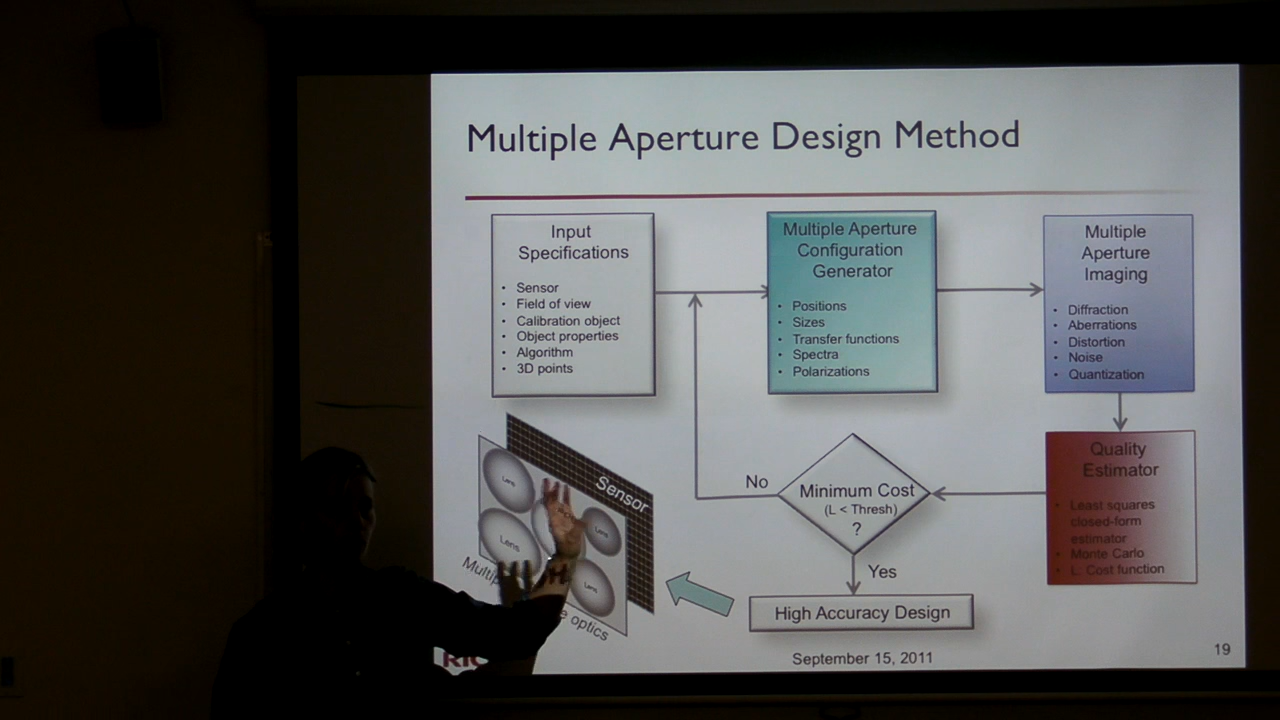 Multiple Aperture Design Method
Input
Specifications
• Sensor
• Field of view
• Calibration object
• Object properties
• Algorithm
• 3D points
Multiple Aperture
Configuration
Generator
• Positions
• Sizes
• Transfer functions
• Spectra
• Polarizations
Multiple
Aperture
Imaging
• Diffraction
• Aberrations
• Distortion
• Noise
• Quantization
Quality
Estimator
• Least squares
closed-form
estimator
• Monte Carlo
• L: Cost function
Minimum Cost
(L < Thresh)
?
No
Yes
High Accuracy Design
Sensor
Lens
Lens
Lens
optics
September 15, 2011
19